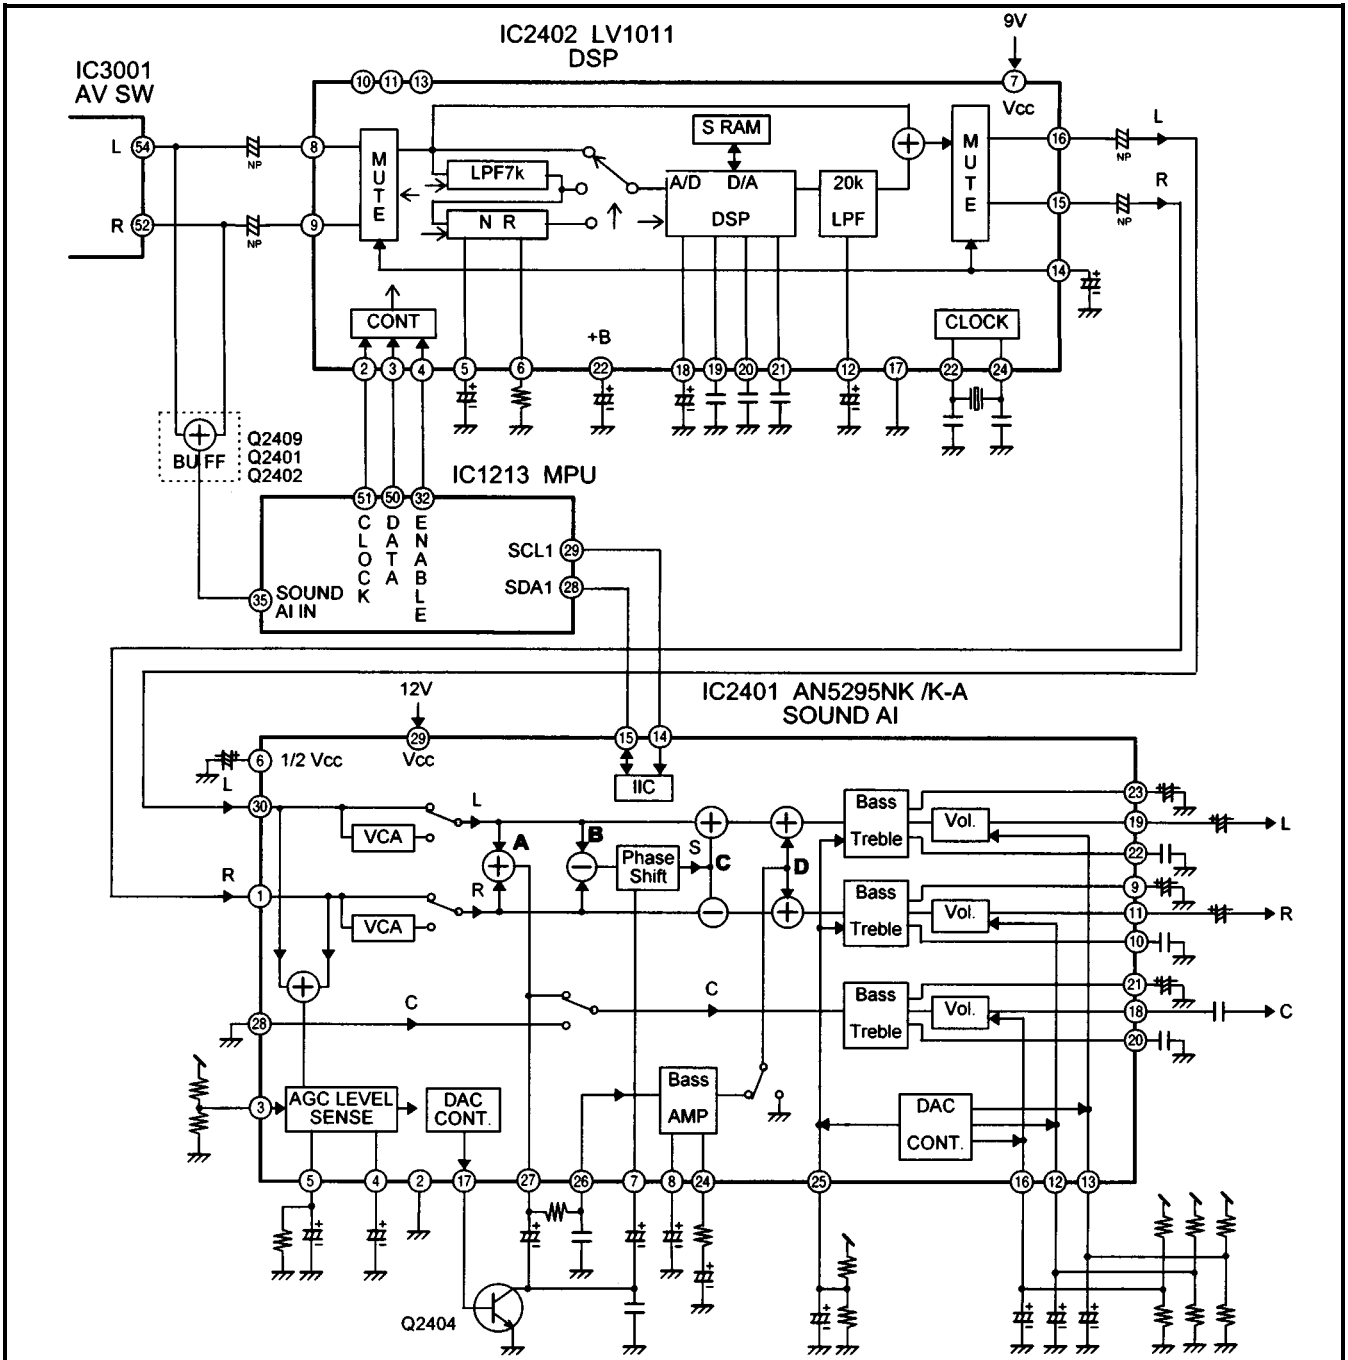 IC2402 LV1011
DSP
9V
IC3001
AV SW
10 11 13
7
Vcc
L
L 54
NP
8
MUTE
LPF7k
S RAM
A/D D/A
DSP
20k
LPF
MUTE
16
NP
R
R 52
NP
9
N R
15
NP
14
CONT
+B
CLOCK
2 3 4 5 6 22 18 19 20 21 12 17 22 24
BUFF
Q2409
Q2401
Q2402
IC1213 MPU
51 50 32
CLOCK
DATA
ENABLE
SCL1 29
SDA1 28
35 SOUND
AI IN
IC2401 AN5295NK /K-A
SOUND AI
12V
29
Vcc
15 14
IIC
6 1/2 Vcc
L
30
VCA
L
A
B
S
C
D
Phase
Shift
R
1
VCA
R
Bass
Treble
Vol.
23
19 L
22
Bass
Treble
Vol.
9
11 R
10
C
28
C
Bass
Treble
Vol.
21
18 C
20
3
AGC LEVEL
SENSE
DAC
CONT.
Bass
AMP
DAC
CONT.
5 4 2 17 27 26 7 8 24 25 16 12 13
Q2404